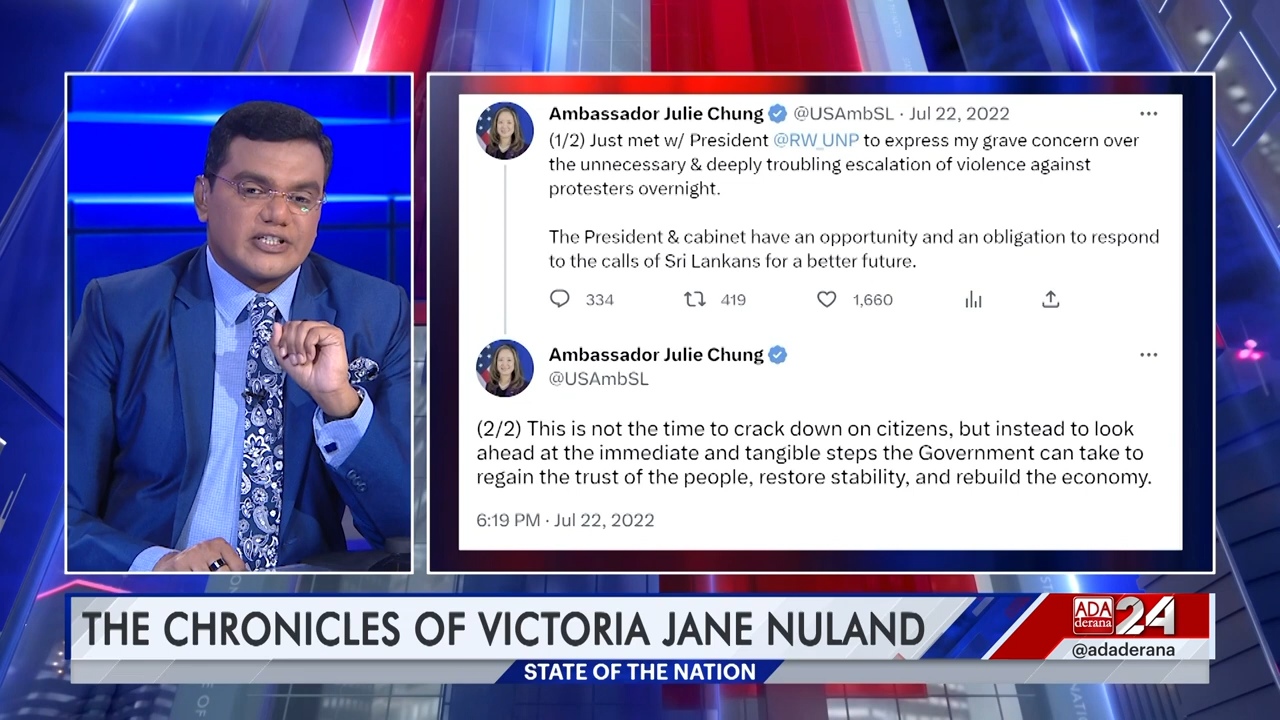 Ambassador Julie Chung @USAmbSL · Jul 22, 2022
(1/2) Just met w/ President @RW_UNP to express my grave concern over
the unnecessary & deeply troubling escalation of violence against
protesters overnight.
The President & cabinet have an opportunity and an obligation to respond
to the calls of Sri Lankans for a better future.
334 419 1,660
Ambassador Julie Chung
@USAmbSL
(2/2) This is not the time to crack down on citizens, but instead to look
ahead at the immediate and tangible steps the Government can take to
regain the trust of the people, restore stability, and rebuild the economy.
6:19 PM · Jul 22, 2022
THE CHRONICLES OF VICTORIA JANE NULAND
ADA
derana
24
@adaderana
STATE OF THE NATION